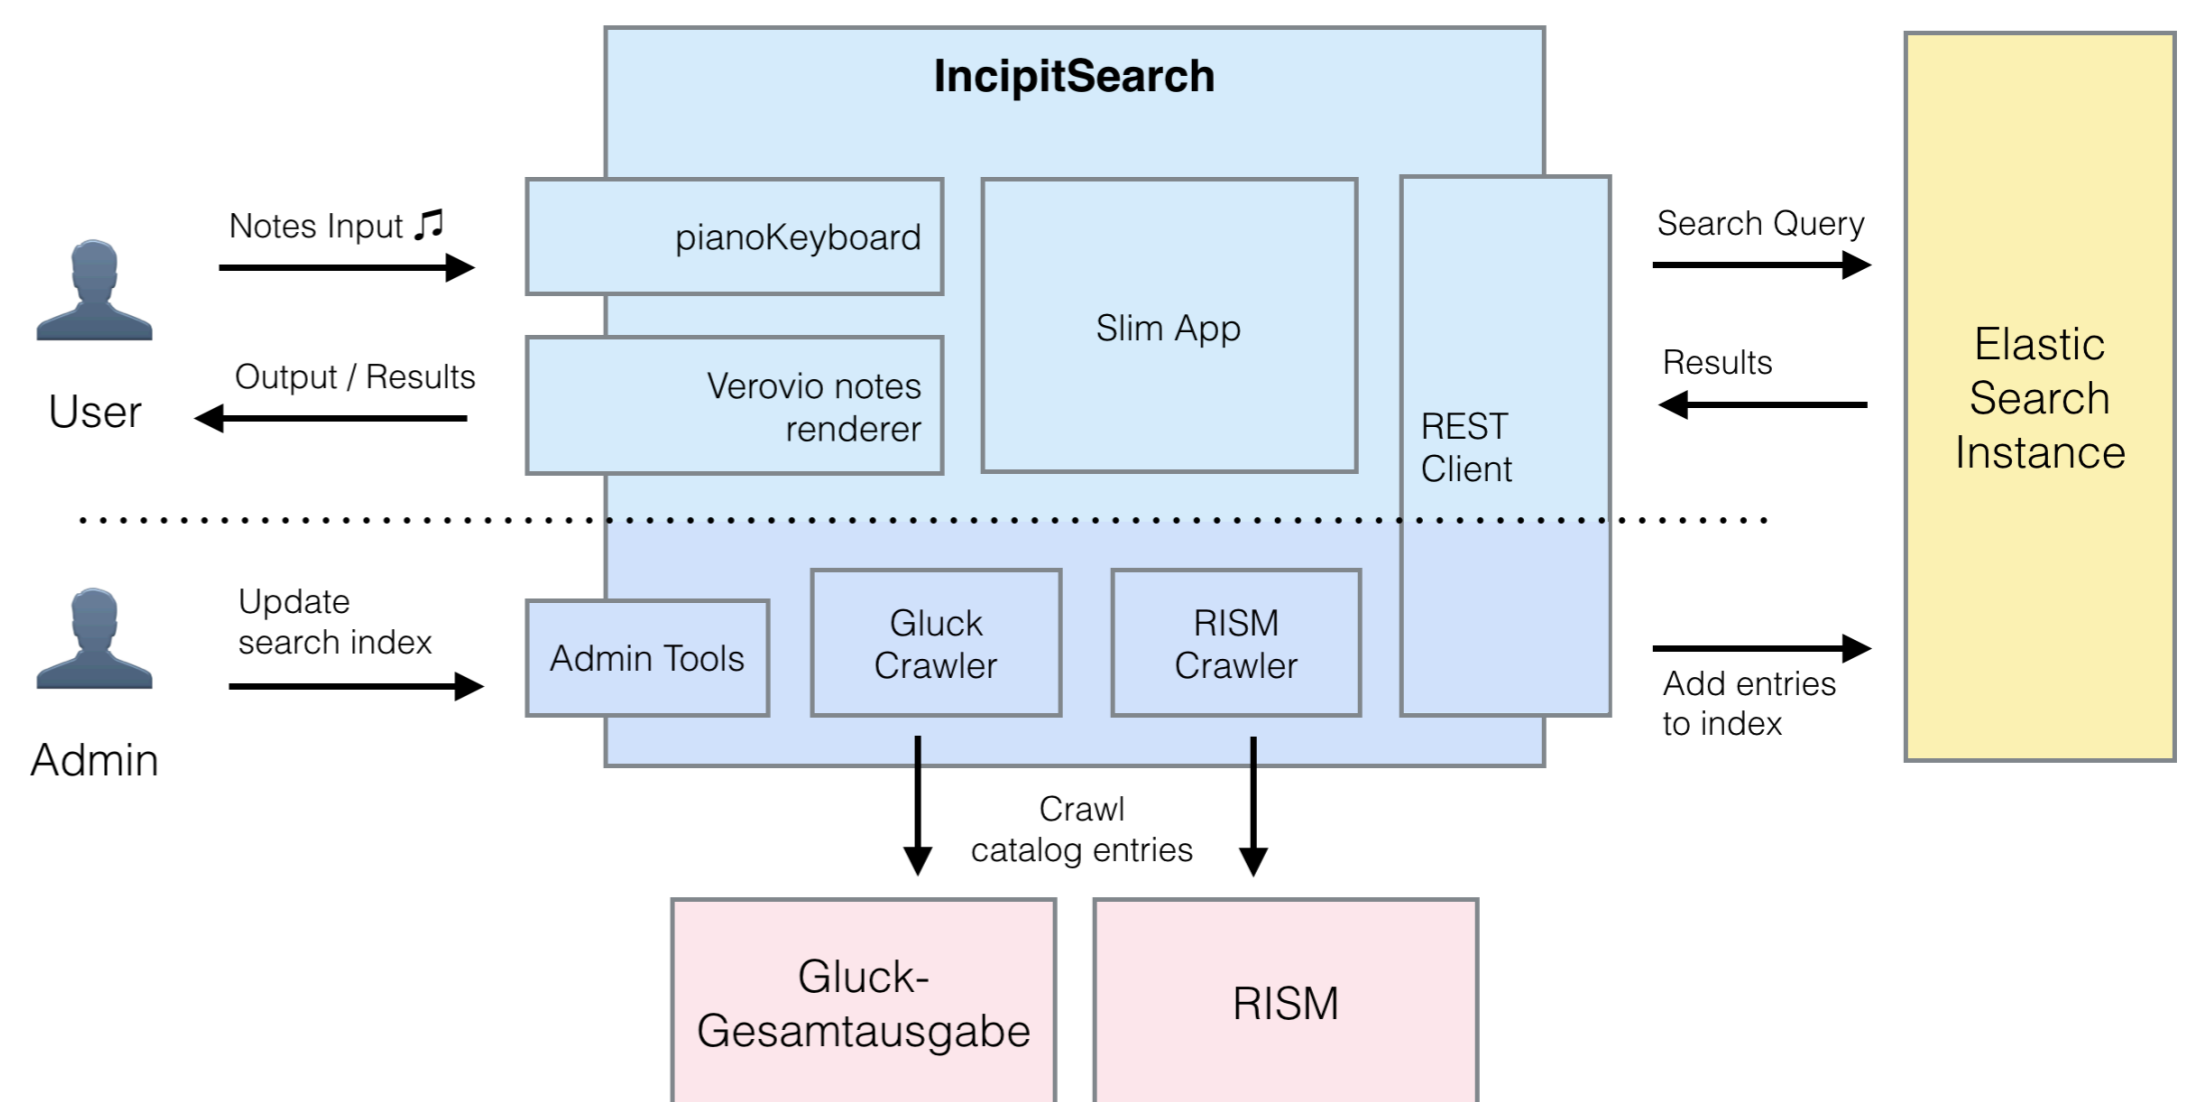 IncipitSearch
Notes Input ♫
pianoKeyboard
Slim App
Search Query
Output / Results
Verovio notes
renderer
User
REST
Client
Results
Elastic
Search
Instance
Update
search index
Admin Tools
Gluck
Crawler
RISM
Crawler
Add entries
to index
Admin
Crawl
catalog entries
Gluck-
Gesamtausgabe
RISM